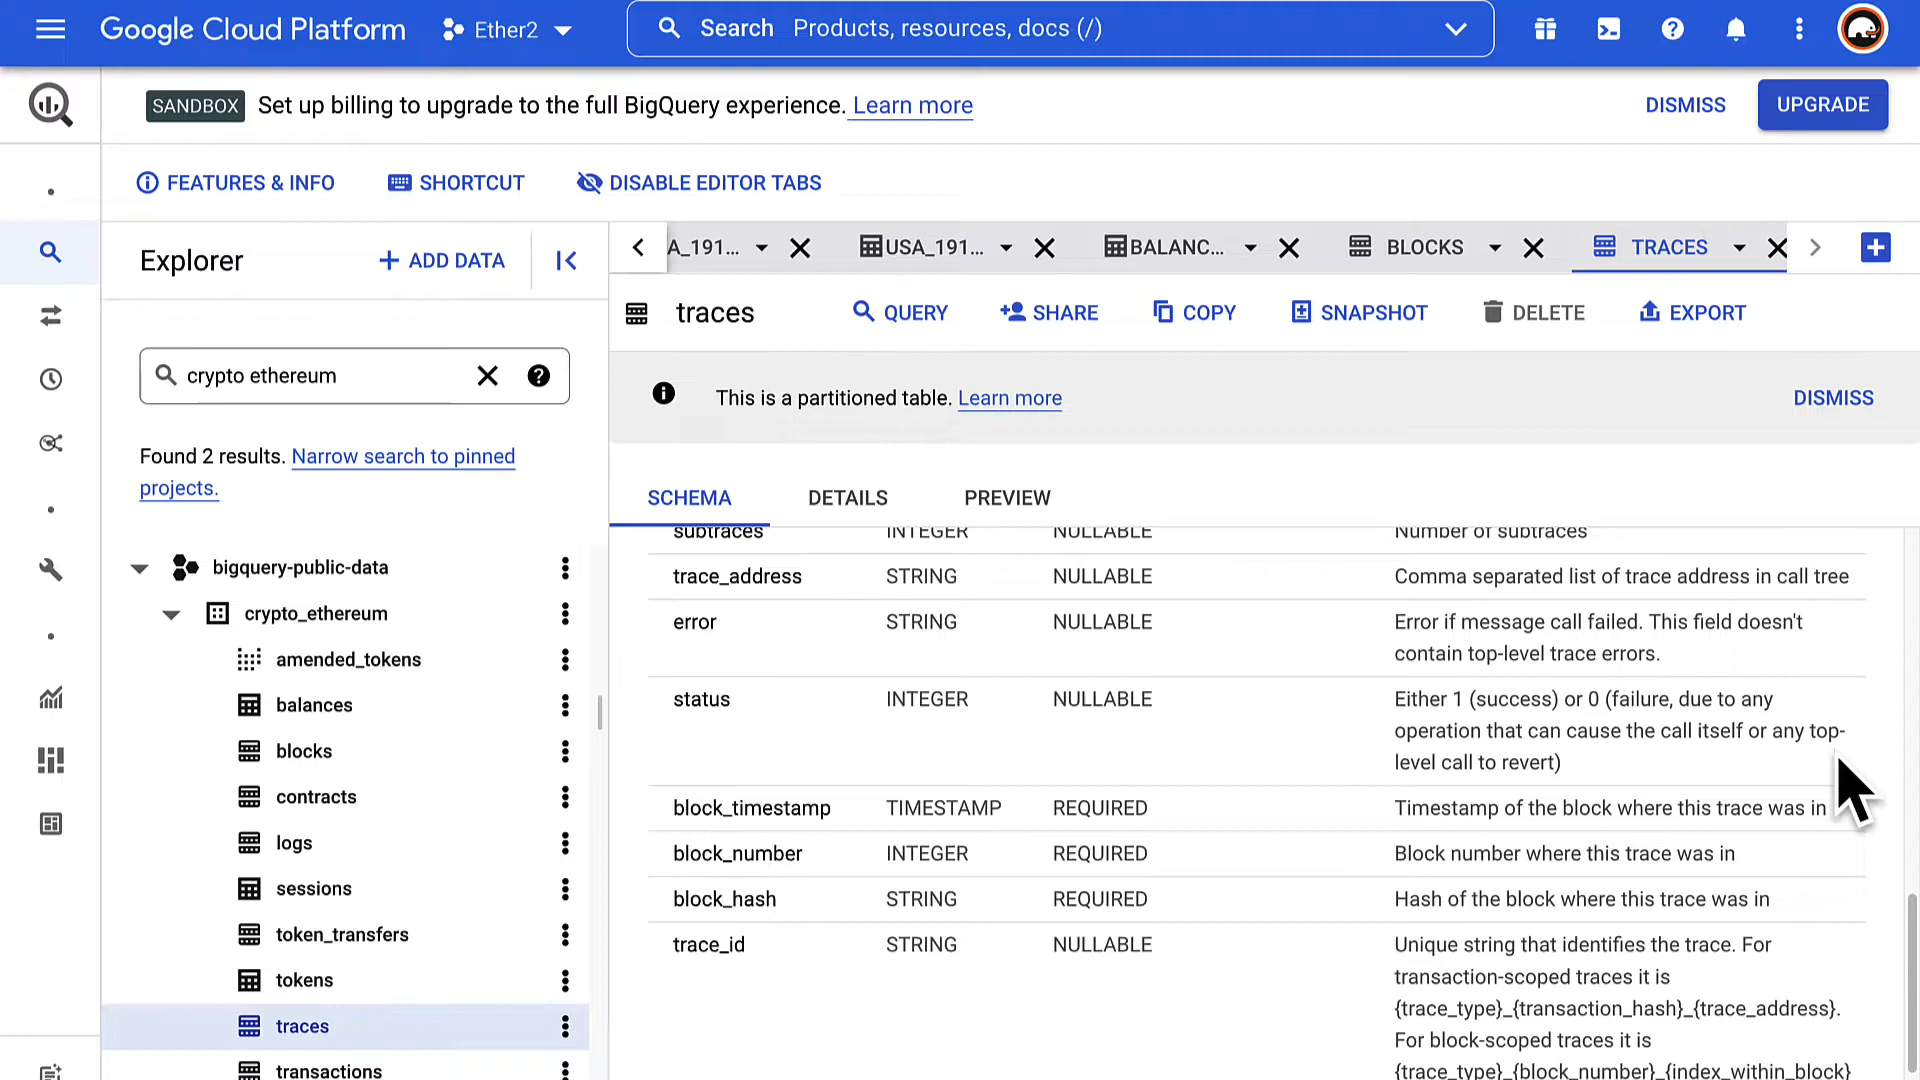 Google Cloud Platform Ether2 Search Products, resources, docs (/)
SANDBOX Set up billing to upgrade to the full BigQuery experience. Learn more DISMISS UPGRADE
FEATURES & INFO SHORTCUT DISABLE EDITOR TABS
Explorer + ADD DATA
A_191... USA_191... BALANC... BLOCKS TRACES
traces QUERY SHARE COPY SNAPSHOT DELETE EXPORT
crypto ethereum
This is a partitioned table. Learn more DISMISS
Found 2 results. Narrow search to pinned
projects.
SCHEMA DETAILS PREVIEW
bigquery-public-data
crypto_ethereum
amended_tokens
balances
blocks
contracts
logs
sessions
token_transfers
tokens
traces
transactions
subtraces INTEGER NULLABLE Number of subtraces
trace_address STRING NULLABLE Comma separated list of trace address in call tree
error STRING NULLABLE Error if message call failed. This field doesn't
contain top-level trace errors.
status INTEGER NULLABLE Either 1 (success) or 0 (failure, due to any
operation that can cause the call itself or any top-
level call to revert)
block_timestamp TIMESTAMP REQUIRED Timestamp of the block where this trace was in
block_number INTEGER REQUIRED Block number where this trace was in
block_hash STRING REQUIRED Hash of the block where this trace was in
trace_id STRING NULLABLE Unique string that identifies the trace. For
transaction-scoped traces it is
{trace_type}_{transaction_hash}_{trace_address}.
For block-scoped traces it is
{trace_type}_{block_number}_{index_within_block}